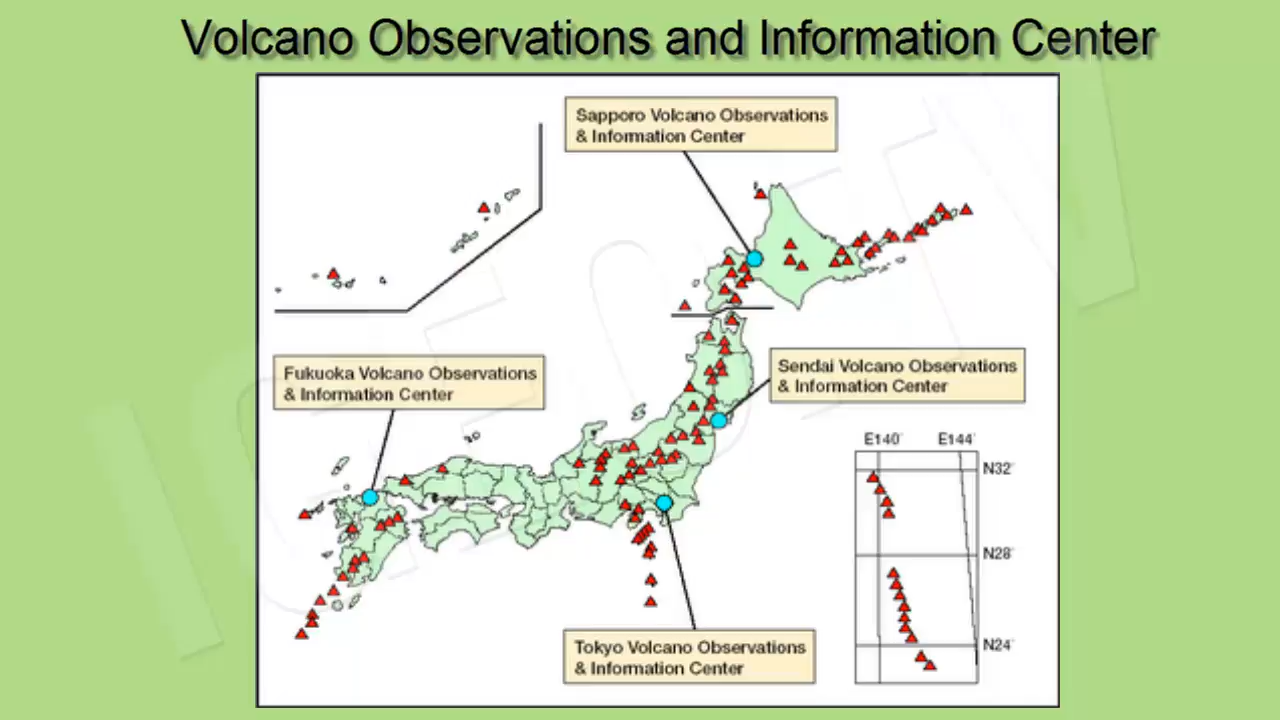 Volcano Observations and Information Center
Sapporo Volcano Observations
& Information Center
Fukuoka Volcano Observations
& Information Center
Sendai Volcano Observations
& Information Center
E140° E144°
N32°
N28°
N24°
Tokyo Volcano Observations
& Information Center